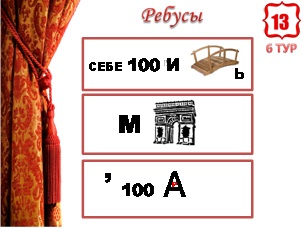 Ребусы
13
6 ТУР
СЕБЕ 100 И Ь
М
’ 100 А